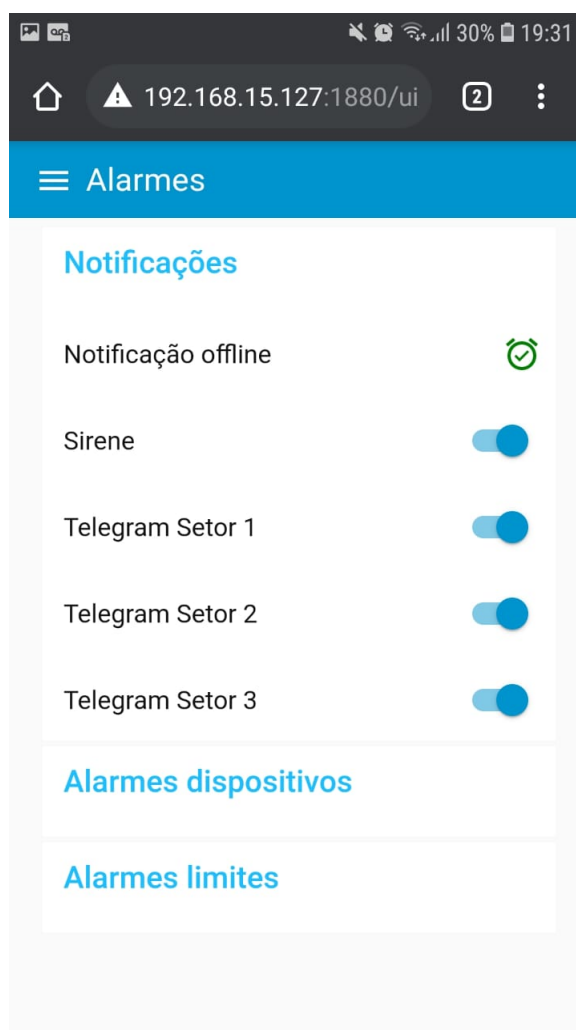 30% 19:31
192.168.15.127:1880/ui 2
Alarmes
Notificações
Notificação offline
Sirene
Telegram Setor 1
Telegram Setor 2
Telegram Setor 3
Alarmes dispositivos
Alarmes limites